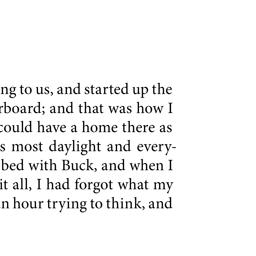 ng to us, and started up the
rboard; and that was how I
could have a home there as
s most daylight and every-
bed with Buck, and when I
it all, I had forgot what my
n hour trying to think, and